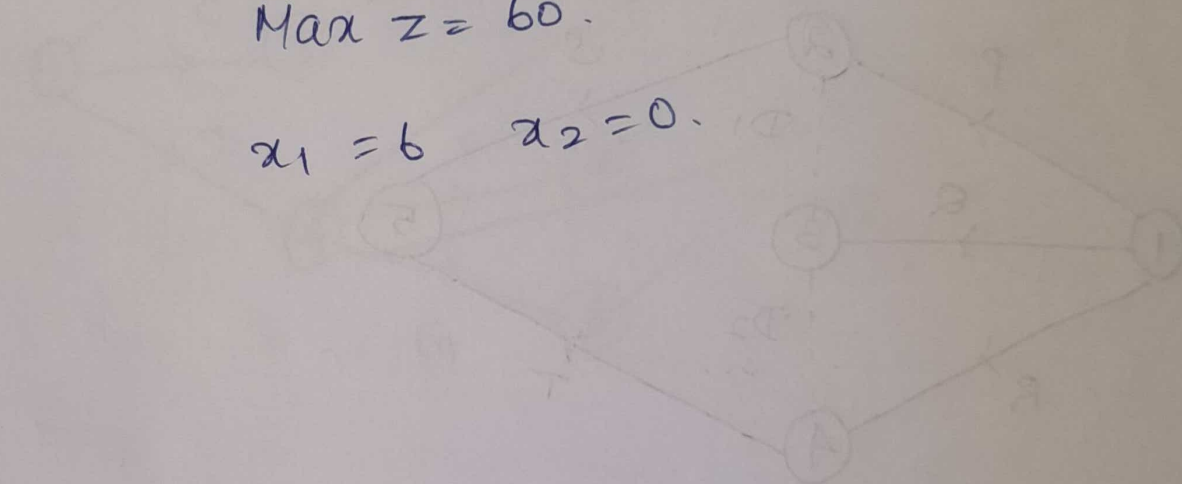 Max Z = 60.
x₁ = 6 x₂ = 0.